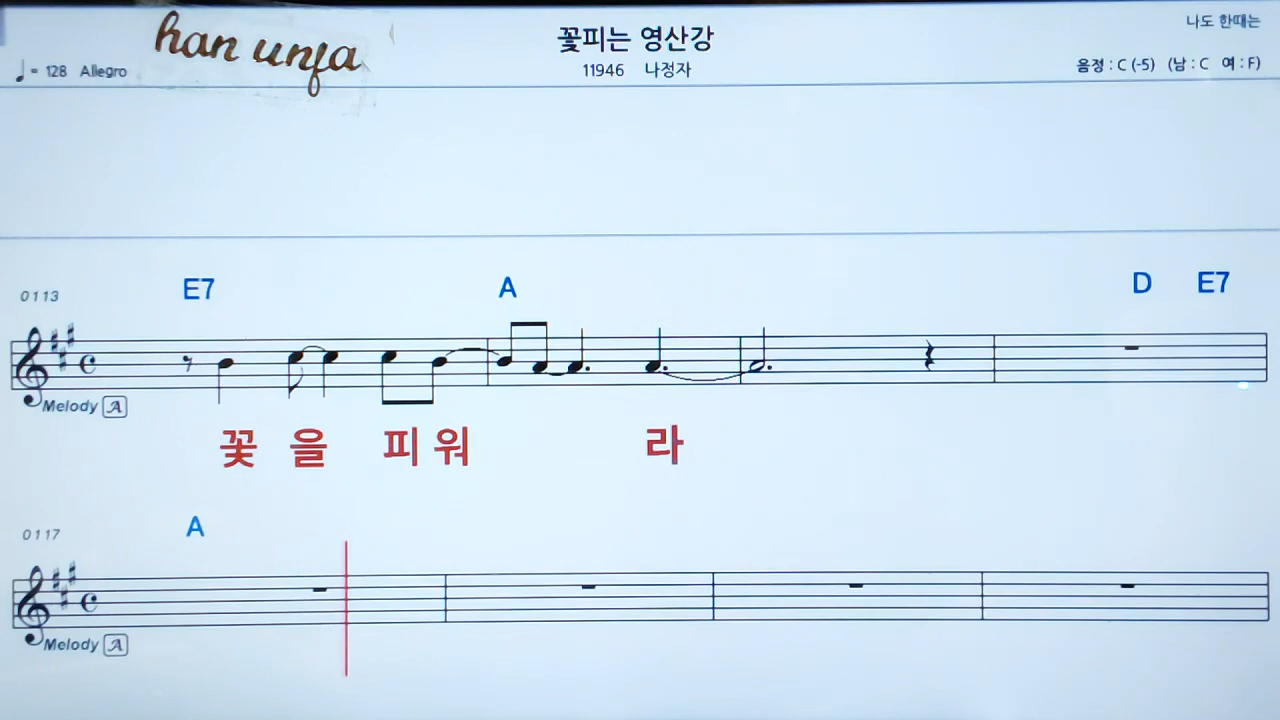 han unja
꽃피는 영산강
나도 한때는
♩= 128 Allegro
11946 나정자
음정 : C (-5) (남 : C 여 : F)
0113 E7 A D E7
Melody A
꽃 을 피 워 라
0117 A
Melody A